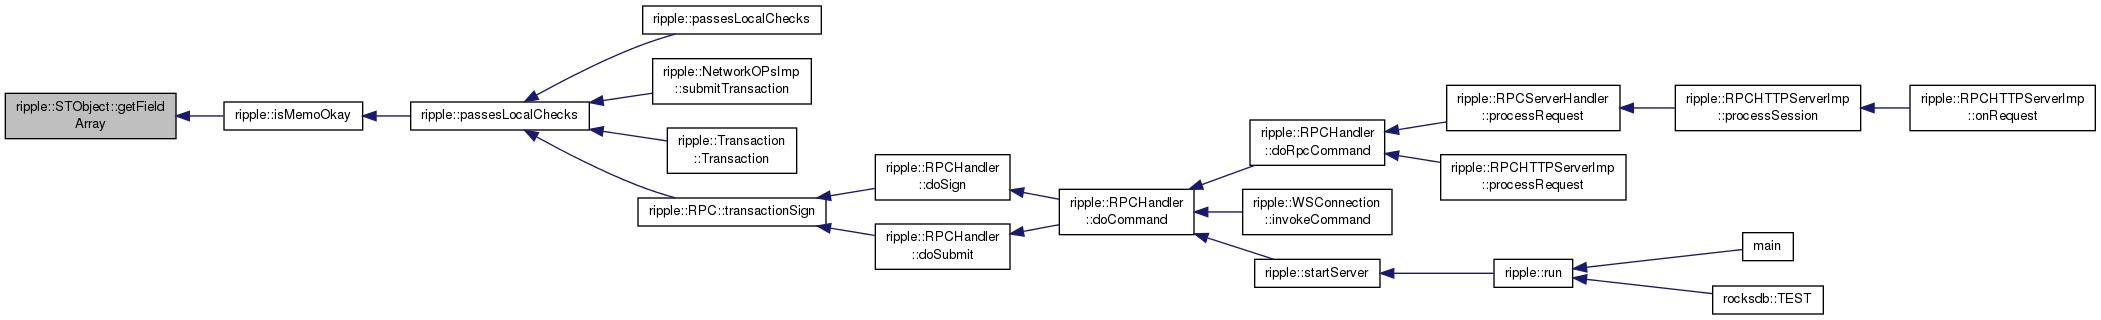 ripple::STObject::getField
Array
ripple::isMemoOkay
ripple::passesLocalChecks
ripple::passesLocalChecks
ripple::NetworkOPsImp
::submitTransaction
ripple::Transaction
::Transaction
ripple::RPC::transactionSign
ripple::RPCHandler
::doSign
ripple::RPCHandler
::doSubmit
ripple::RPCHandler
::doCommand
ripple::RPCHandler
::doRpcCommand
ripple::WSConnection
::invokeCommand
ripple::startServer
ripple::RPCServerHandler
::processRequest
ripple::RPCHTTPServerImp
::processRequest
ripple::RPCHTTPServerImp
::processSession
ripple::RPCHTTPServerImp
::onRequest
ripple::run
main
rocksdb::TEST